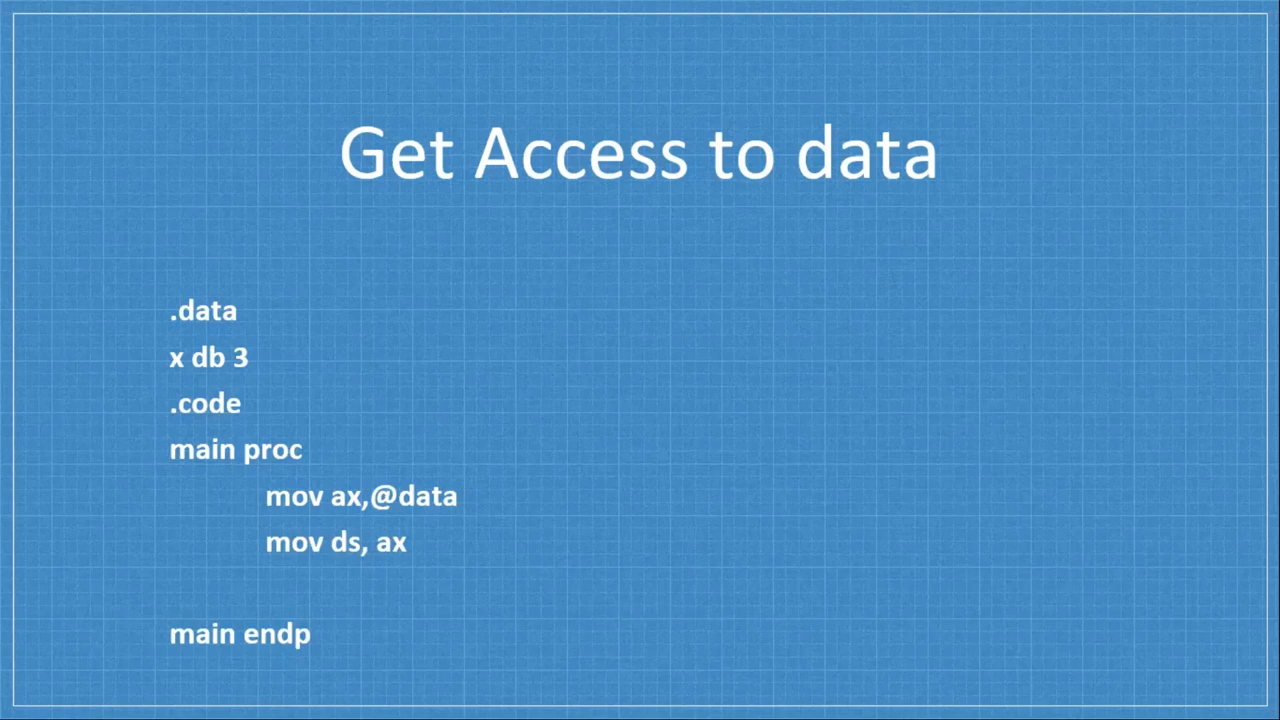 Get Access to data
.data
x db 3
.code
main proc
mov ax,@data
mov ds, ax
main endp